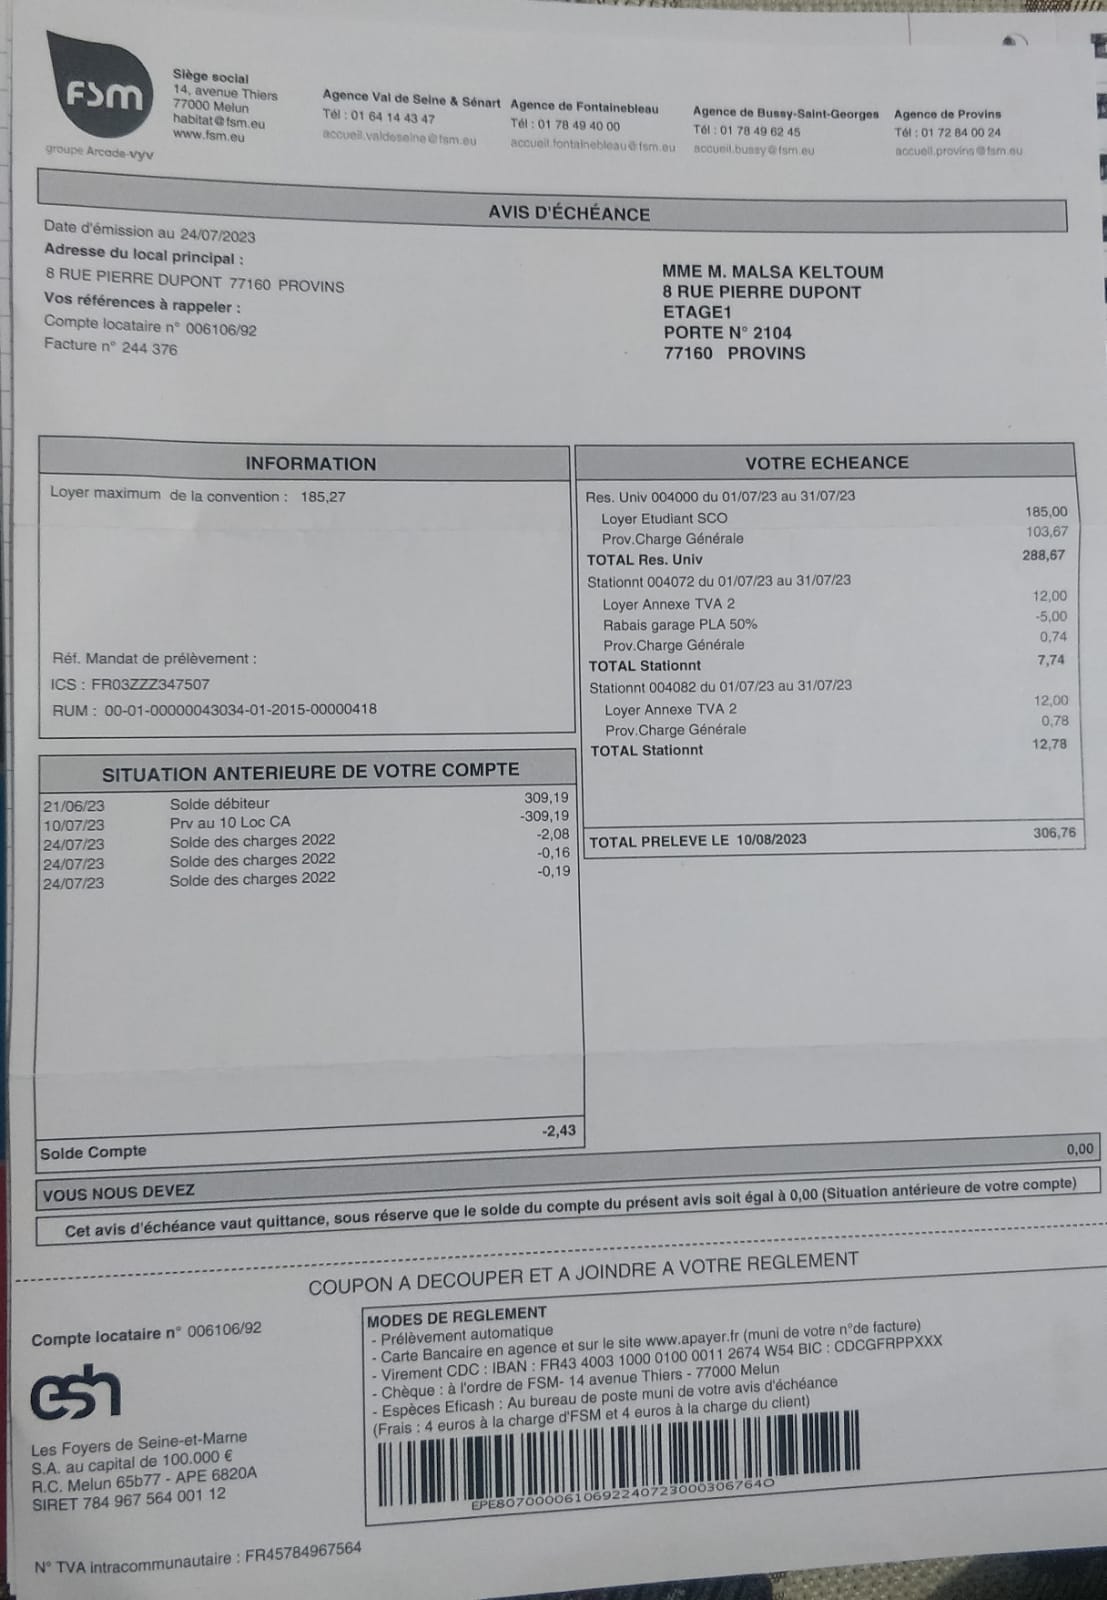 FSM
groupe Arcade-vyv
Siège social
14, avenue Thiers
77000 Melun
habitat@fsm.eu
www.fsm.eu
Agence Val de Seine & Sénart
Tél : 01 64 14 43 47
accueil.valdeseine@fsm.eu
Agence de Fontainebleau
Tél : 01 78 49 40 00
accueil.fontainebleau@fsm.eu
Agence de Bussy-Saint-Georges
Tél : 01 78 49 62 45
accueil.bussy@fsm.eu
Agence de Provins
Tél : 01 72 84 00 24
accueil.provins@fsm.eu
AVIS D'ÉCHÉANCE
Date d'émission au 24/07/2023
Adresse du local principal :
8 RUE PIERRE DUPONT 77160 PROVINS
Vos références à rappeler :
Compte locataire n° 006106/92
Facture n° 244 376
MME M. MALSA KELTOUM
8 RUE PIERRE DUPONT
ETAGE1
PORTE N° 2104
77160 PROVINS
INFORMATION
Loyer maximum de la convention : 185,27
Réf. Mandat de prélèvement :
ICS : FR03ZZZ347507
RUM : 00-01-00000043034-01-2015-00000418
VOTRE ECHEANCE
Res. Univ 004000 du 01/07/23 au 31/07/23
Loyer Etudiant SCO 185,00
Prov.Charge Générale 103,67
TOTAL Res. Univ 288,67
Stationnt 004072 du 01/07/23 au 31/07/23
Loyer Annexe TVA 2 12,00
Rabais garage PLA 50% -5,00
Prov.Charge Générale 0,74
TOTAL Stationnt 7,74
Stationnt 004082 du 01/07/23 au 31/07/23
Loyer Annexe TVA 2 12,00
Prov.Charge Générale 0,78
TOTAL Stationnt 12,78
TOTAL PRELEVE LE 10/08/2023 306,76
SITUATION ANTERIEURE DE VOTRE COMPTE
21/06/23 Solde débiteur 309,19
10/07/23 Prv au 10 Loc CA -309,19
24/07/23 Solde des charges 2022 -2,08
24/07/23 Solde des charges 2022 -0,16
24/07/23 Solde des charges 2022 -0,19
Solde Compte -2,43
VOUS NOUS DEVEZ 0,00
Cet avis d'échéance vaut quittance, sous réserve que le solde du compte du présent avis soit égal à 0,00 (Situation antérieure de votre compte)
COUPON A DECOUPER ET A JOINDRE A VOTRE REGLEMENT
Compte locataire n° 006106/92
esh
Les Foyers de Seine-et-Marne
S.A. au capital de 100.000 €
R.C. Melun 65b77 - APE 6820A
SIRET 784 967 564 001 12
N° TVA intracommunautaire : FR45784967564
MODES DE REGLEMENT
- Prélèvement automatique
- Carte Bancaire en agence et sur le site www.apayer.fr (muni de votre n°de facture)
- Virement CDC : IBAN : FR43 4003 1000 0100 0011 2674 W54 BIC : CDCGFRPPXXX
- Chèque : à l'ordre de FSM- 14 avenue Thiers - 77000 Melun
- Espèces Eficash : Au bureau de poste muni de votre avis d'échéance
(Frais : 4 euros à la charge d'FSM et 4 euros à la charge du client)
EPE80700006106922407230003067640